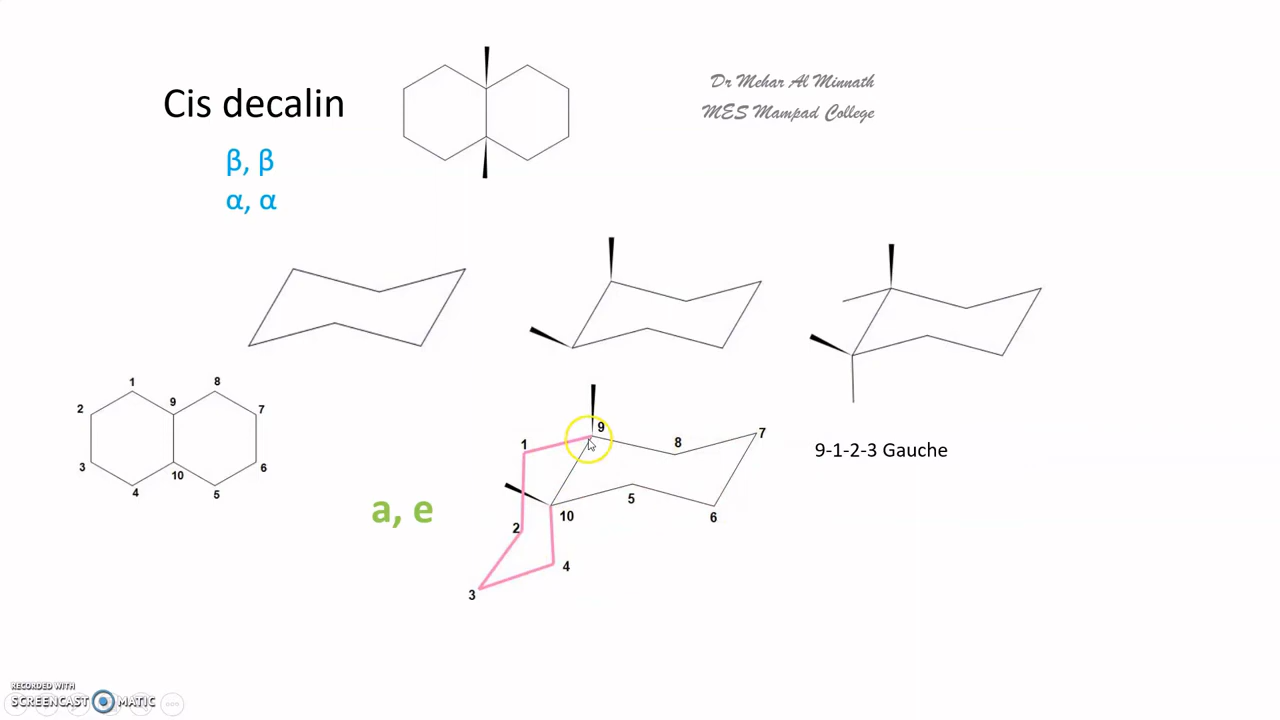 Cis decalin
β, β
α, α
Dr Mehar Al Minnath
MES Mampad College
1
8
2
9
7
3
10
6
4
5
a, e
9
1
8
7
5
10
6
2
4
3
9-1-2-3 Gauche
RECORDED WITH
SCREENCAST MATIC